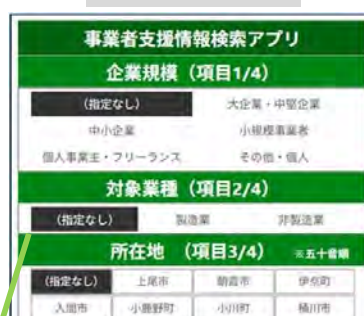 事業者支援情報検索アプリ
企業規模（項目1/4）
（指定なし） 大企業・中堅企業
中小企業 小規模事業者
個人事業主・フリーランス その他・個人
対象業種（項目2/4）
（指定なし） 製造業 非製造業
所在地 （項目3/4） ※五十音順
（指定なし） 上尾市 朝霞市 伊奈町
入間市 小鹿野町 小川町 桶川市